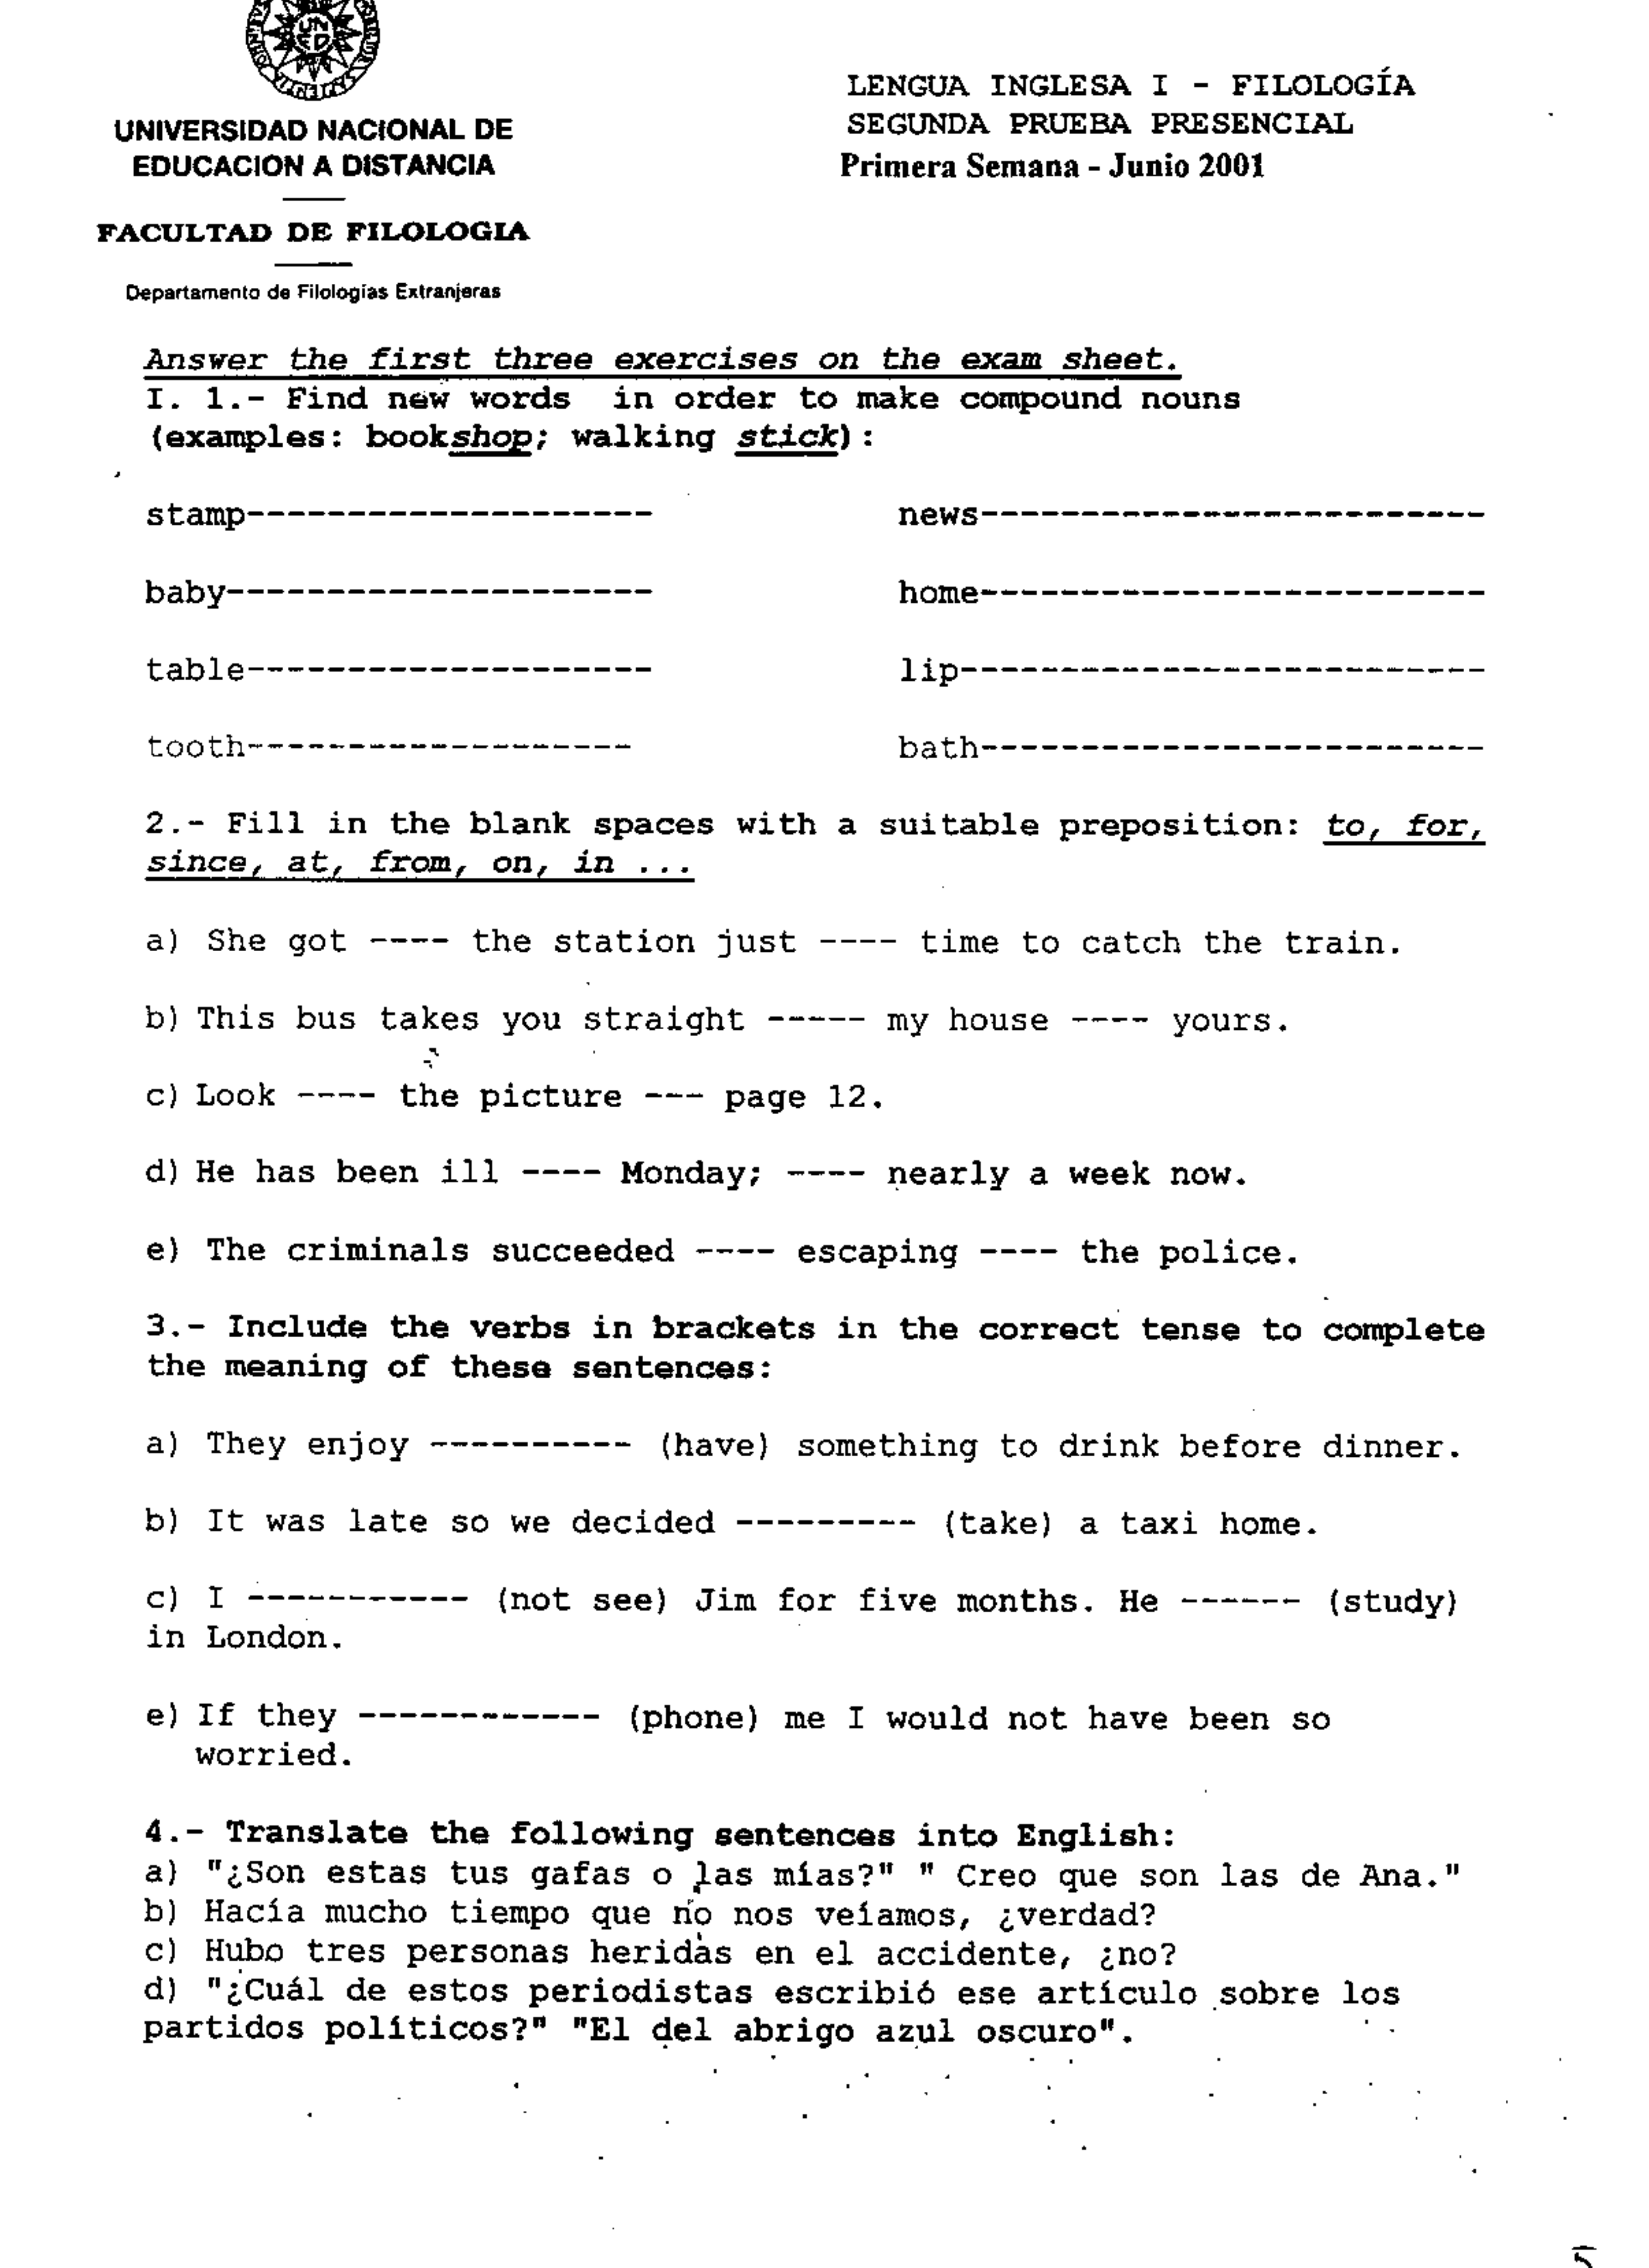 UNED
UNIVERSIDAD NACIONAL DE
EDUCACION A DISTANCIA
FACULTAD DE FILOLOGIA
Departamento de Filologías Extranjeras
LENGUA INGLESA I - FILOLOGÍA
SEGUNDA PRUEBA PRESENCIAL
Primera Semana - Junio 2001
Answer the first three exercises on the exam sheet.
I. 1.- Find new words in order to make compound nouns
(examples: bookshop; walking stick):
stamp-------------------- news-------------------------
baby--------------------- home-------------------------
table-------------------- lip--------------------------
tooth------------------- bath-------------------------
2.- Fill in the blank spaces with a suitable preposition: to, for,
since, at, from, on, in ...
a) She got ---- the station just ---- time to catch the train.
b) This bus takes you straight ----- my house ---- yours.
c) Look ---- the picture --- page 12.
d) He has been ill ---- Monday; ---- nearly a week now.
e) The criminals succeeded ---- escaping ---- the police.
3.- Include the verbs in brackets in the correct tense to complete
the meaning of these sentences:
a) They enjoy ---------- (have) something to drink before dinner.
b) It was late so we decided --------- (take) a taxi home.
c) I ----------- (not see) Jim for five months. He ------ (study)
in London.
e) If they ------------ (phone) me I would not have been so
worried.
4.- Translate the following sentences into English:
a) "¿Son estas tus gafas o las mías?" " Creo que son las de Ana."
b) Hacía mucho tiempo que no nos veíamos, ¿verdad?
c) Hubo tres personas heridas en el accidente, ¿no?
d) "¿Cuál de estos periodistas escribió ese artículo sobre los
partidos políticos?" "El del abrigo azul oscuro".